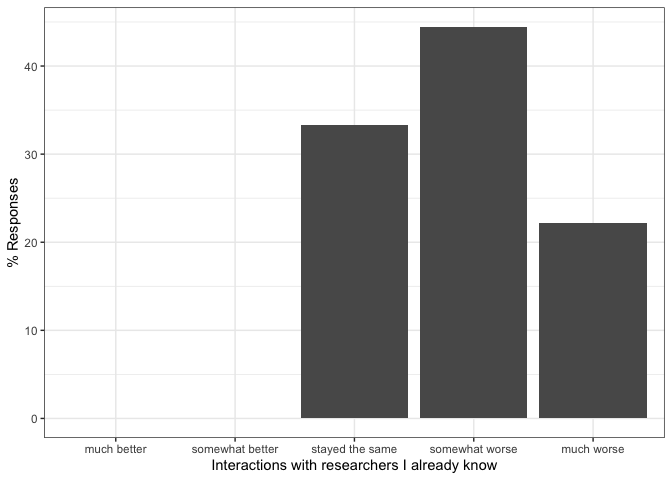 % Responses
40
30
20
10
0
much better somewhat better stayed the same somewhat worse much worse
Interactions with researchers I already know